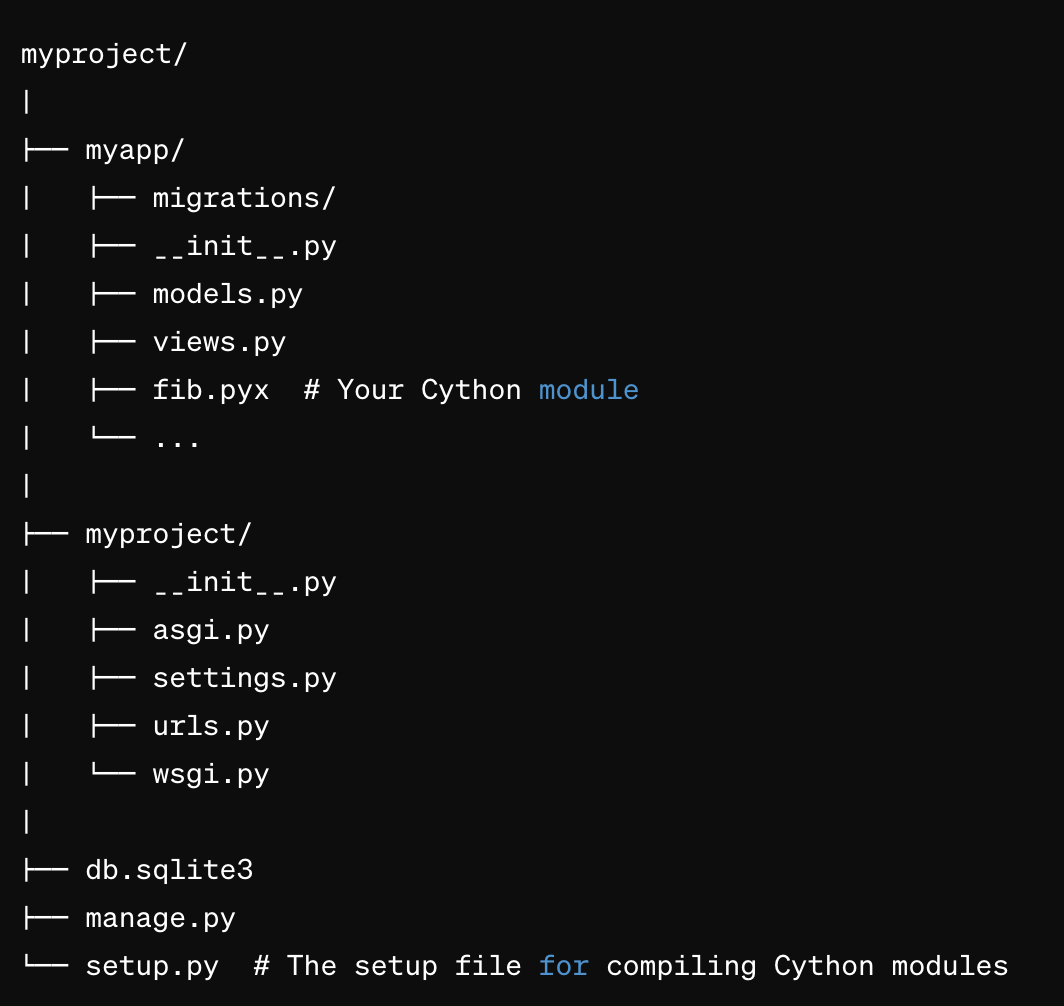 myproject/
|
├── myapp/
|   ├── migrations/
|   ├── __init__.py
|   ├── models.py
|   ├── views.py
|   ├── fib.pyx  # Your Cython module
|   └── ...
|
├── myproject/
|   ├── __init__.py
|   ├── asgi.py
|   ├── settings.py
|   ├── urls.py
|   └── wsgi.py
|
├── db.sqlite3
├── manage.py
└── setup.py  # The setup file for compiling Cython modules